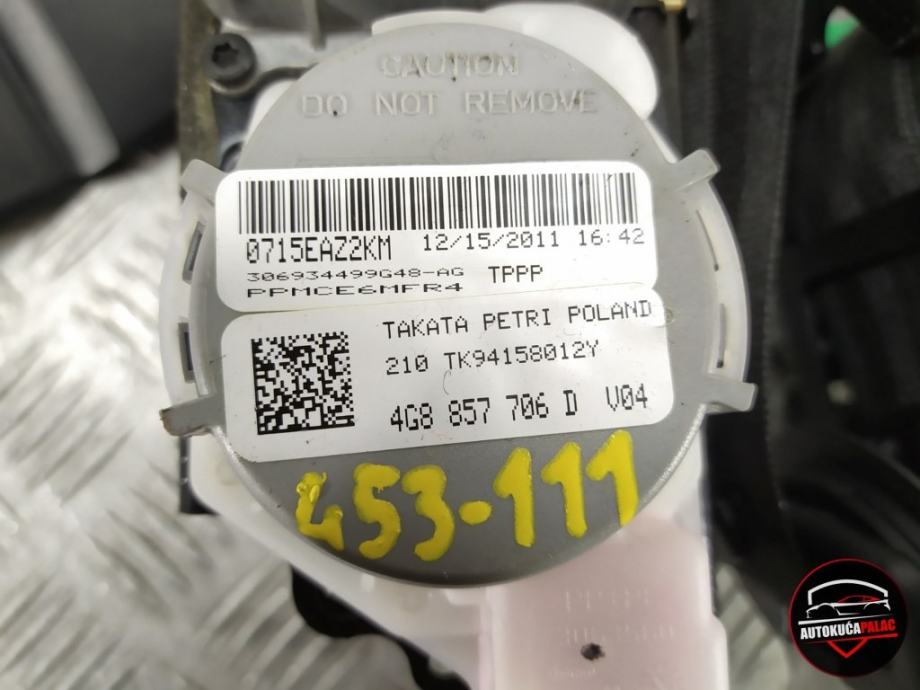 CAUTION
DO NOT REMOVE
0715EAZ2KM 12/15/2011 16:42
306934499G48-AG TPPP
PPMCE6MFR4
TAKATA PETRI POLAND
210 TK94158012Y
4G8 857 706 D V04
453-111
AUTOKUĆAPALAC